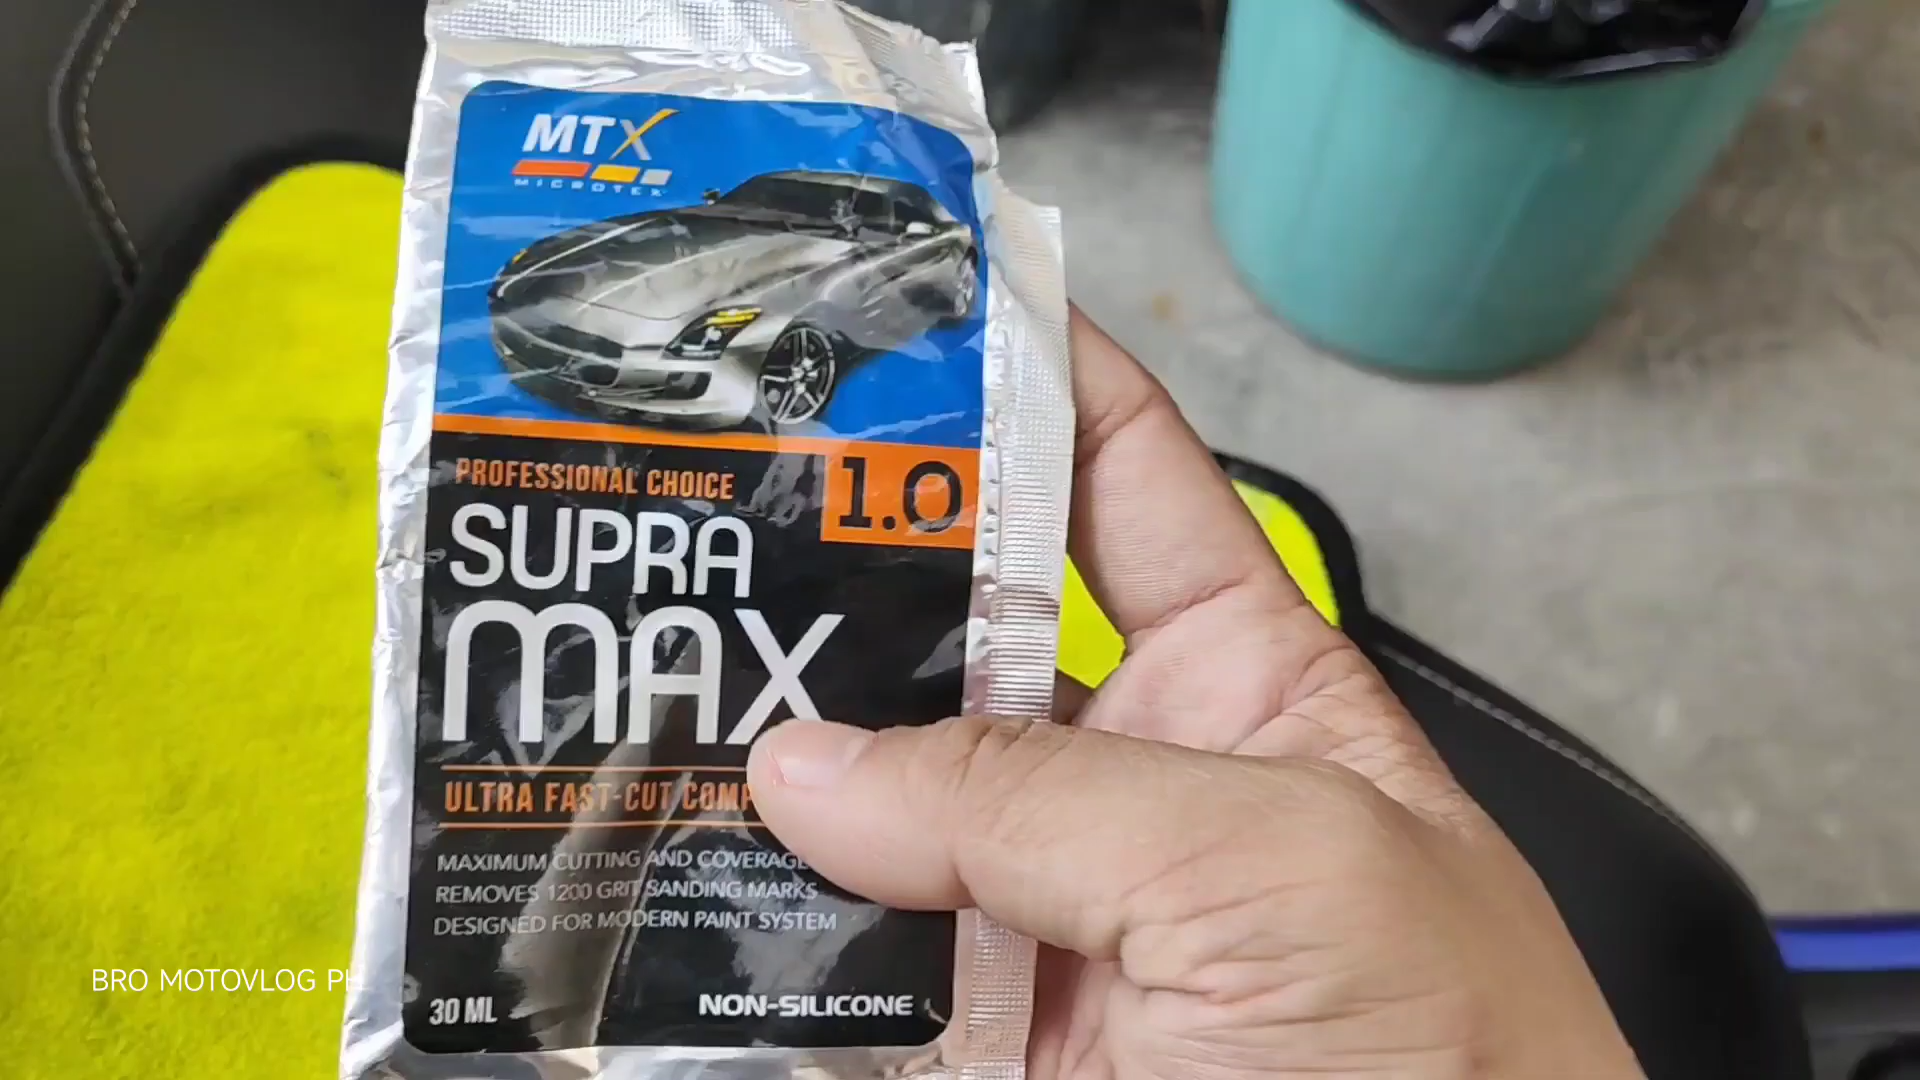 MTX
MICROTEX
PROFESSIONAL CHOICE
1.0
SUPRA
MAX
ULTRA FAST-CUT
MAXIMUM CUTTING AND COVERAGE
REMOVES 1200 GRIT SANDING MARKS
DESIGNED FOR MODERN PAINT SYSTEM
BRO MOTOVLOG PH
30 ML
NON-SILICONE